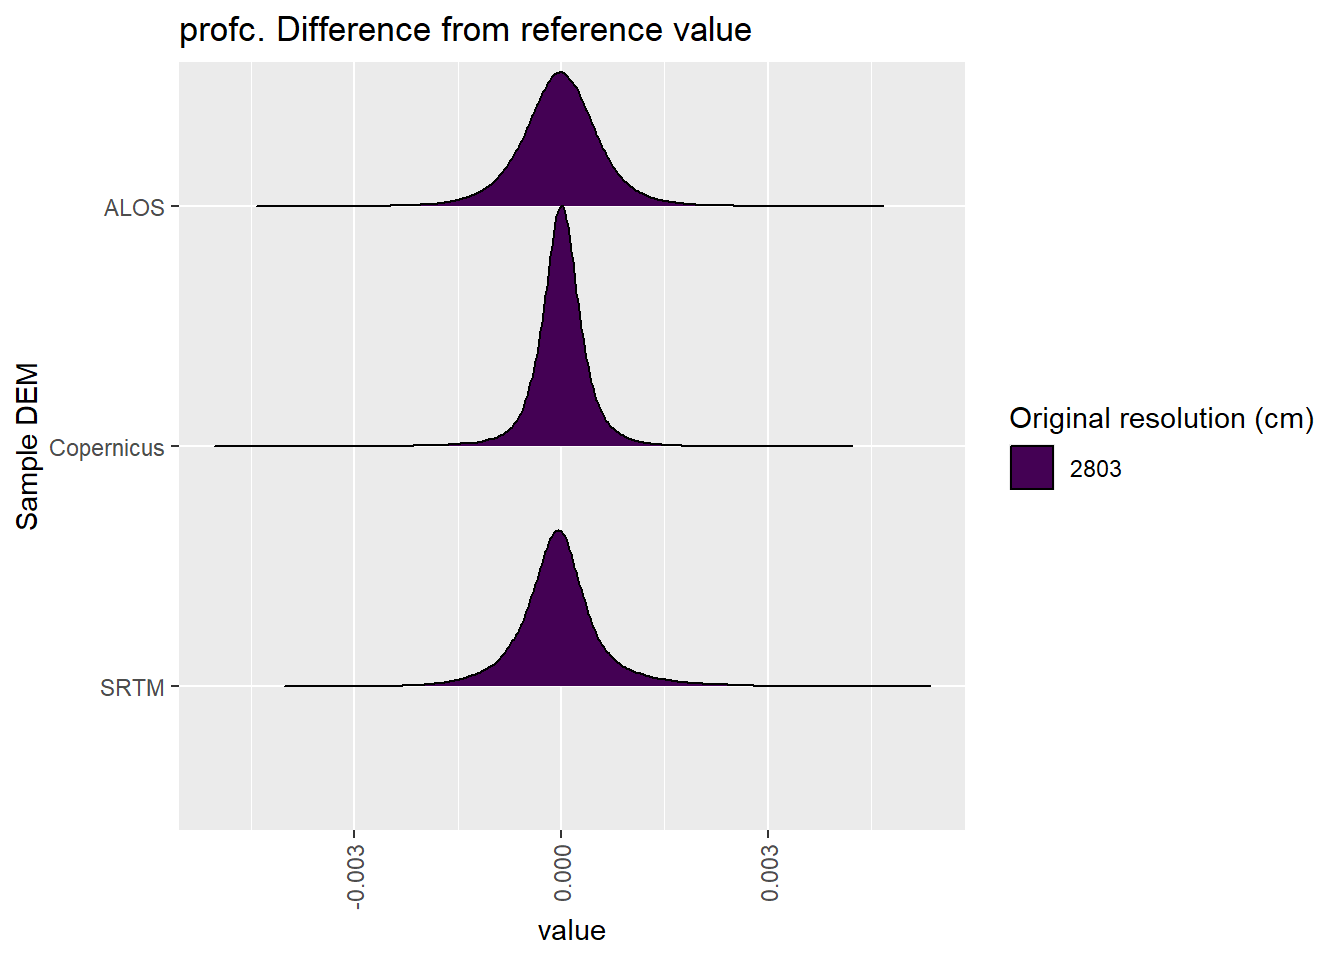 profc. Difference from reference value
Sample DEM
ALOS
Copernicus
SRTM
-0.003
0.000
0.003
value
Original resolution (cm)
2803